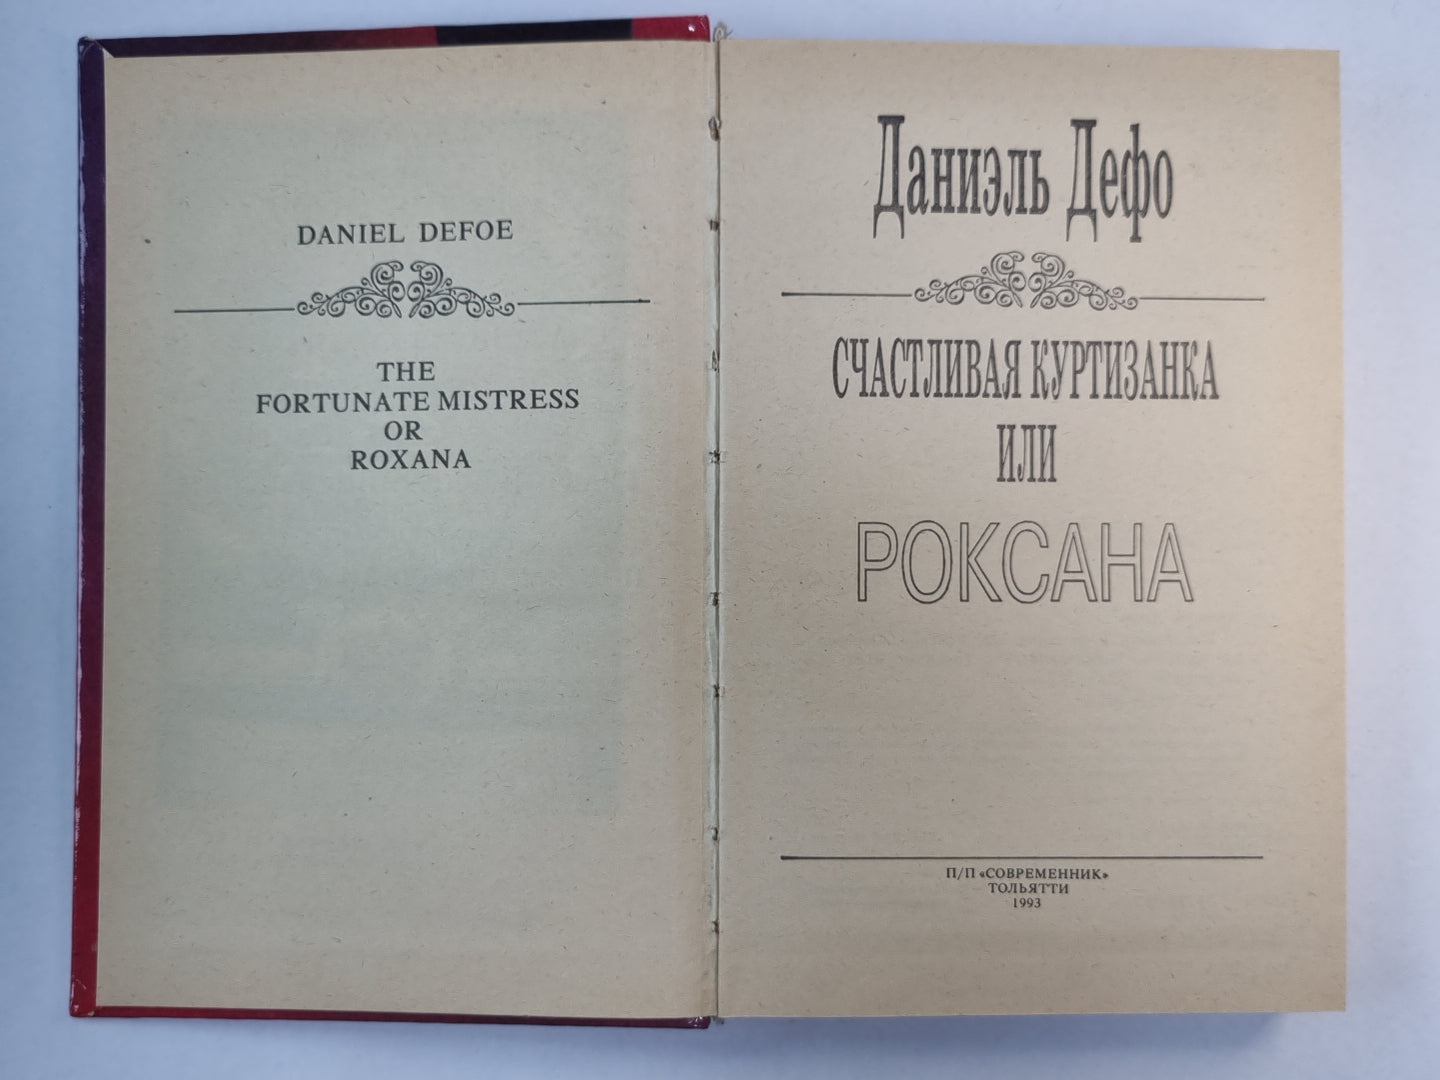 DANIEL DEFOE
THE
FORTUNATE MISTRESS
OR
ROXANA
Даниэль Дефо
СЧАСТЛИВАЯ КУРТИЗАНКА
ИЛИ
РОКСАНА
П/П «СОВРЕМЕННИК»
ТОЛЬЯТТИ
1993